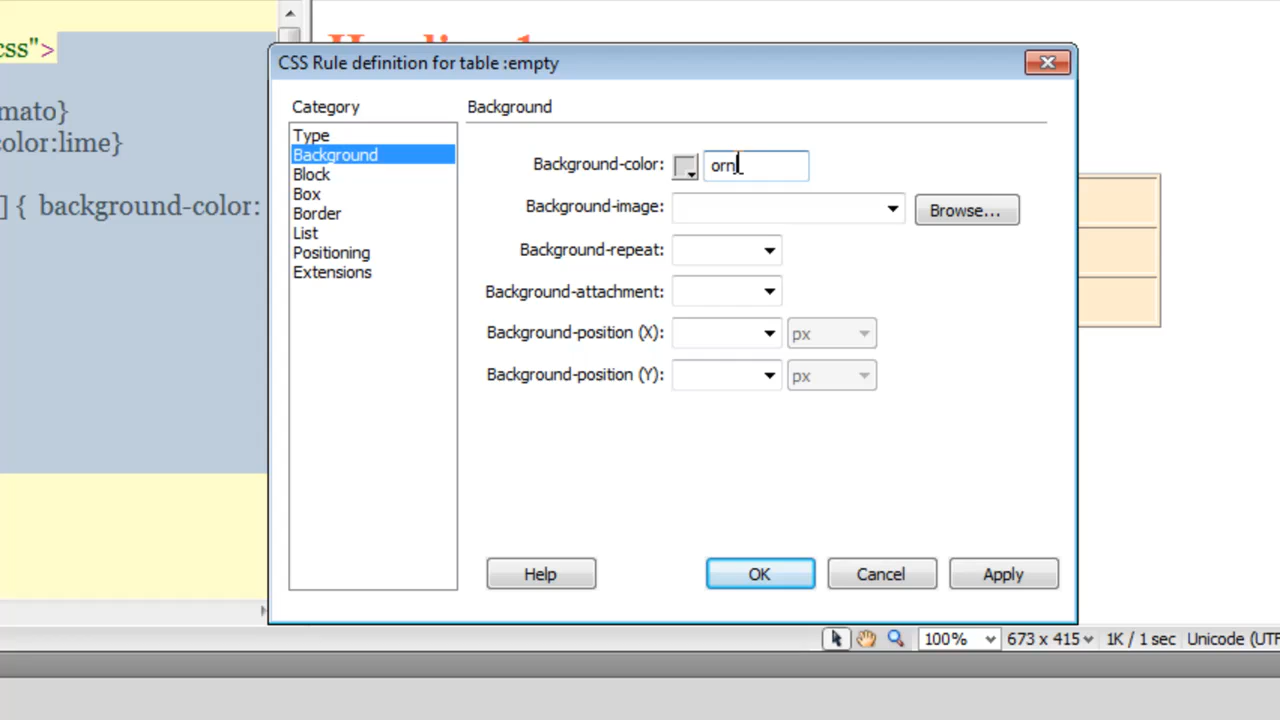 css">
CSS Rule definition for table :empty
Category
Type
Background
Block
Box
Border
List
Positioning
Extensions
Background
Background-color: orn
Background-image: Browse...
Background-repeat:
Background-attachment:
Background-position (X): px
Background-position (Y): px
Help OK Cancel Apply
mato}
color:lime}
] { background-color:
100% 673 x 415 1K / 1 sec Unicode (UTF